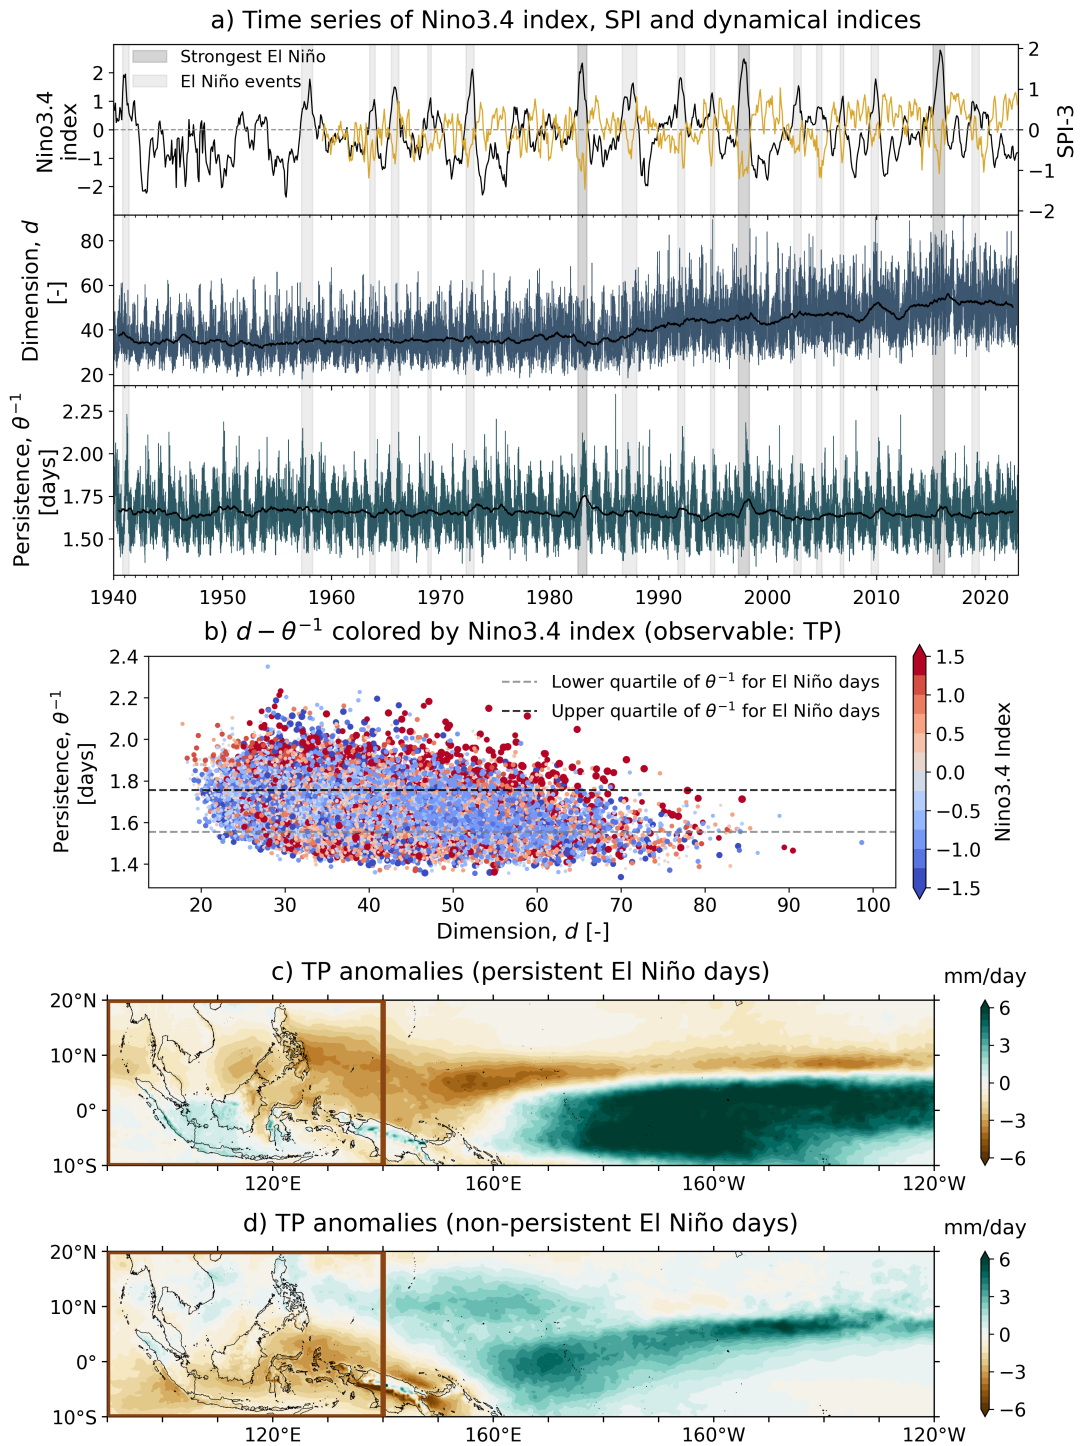 a) Time series of Nino3.4 index, SPI and dynamical indices
Strongest El Niño
El Niño events
Nino3.4
index
2
1
0
−1
−2
2
1
0
−1
−2
SPI-3
Dimension, d
[-]
80
60
40
20
Persistence, θ⁻¹
[days]
2.25
2.00
1.75
1.50
1940 1950 1960 1970 1980 1990 2000 2010 2020
b) d − θ⁻¹ colored by Nino3.4 index (observable: TP)
Lower quartile of θ⁻¹ for El Niño days
Upper quartile of θ⁻¹ for El Niño days
Persistence, θ⁻¹
[days]
2.4
2.2
2.0
1.8
1.6
1.4
20 30 40 50 60 70 80 90 100
Dimension, d [-]
1.5
1.0
0.5
0.0
−0.5
−1.0
−1.5
Nino3.4 Index
c) TP anomalies (persistent El Niño days)
mm/day
20°N
10°N
0°
10°S
120°E 160°E 160°W 120°W
6
3
0
−3
−6
d) TP anomalies (non-persistent El Niño days)
mm/day
20°N
10°N
0°
10°S
120°E 160°E 160°W 120°W
6
3
0
−3
−6